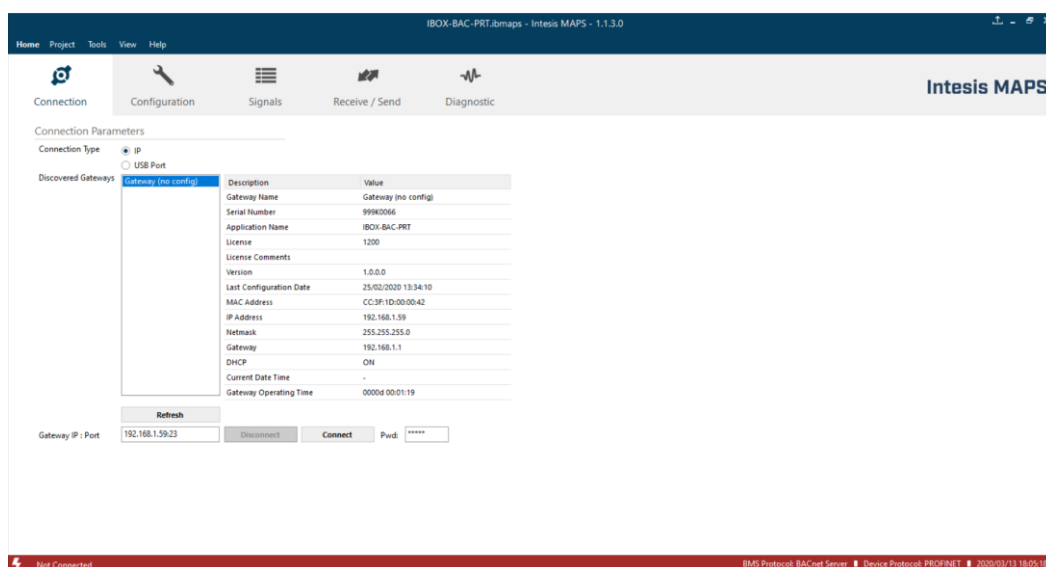 IBOX-BAC-PRT.ibmaps - Intesis MAPS - 1.1.3.0
Home Project Tools View Help
Connection Configuration Signals Receive / Send Diagnostic
Intesis MAPS
Connection Parameters
Connection Type IP
USB Port
Discovered Gateways Gateway (no config) Description Value
Gateway Name Gateway (no config)
Serial Number 999K0066
Application Name IBOX-BAC-PRT
License 1200
License Comments
Version 1.0.0.0
Last Configuration Date 25/02/2020 13:34:10
MAC Address CC:3F:1D:00:00:42
IP Address 192.168.1.59
Netmask 255.255.255.0
Gateway 192.168.1.1
DHCP ON
Current Date Time -
Gateway Operating Time 0000d 00:01:19
Refresh
Gateway IP : Port 192.168.1.59:23 Disconnect Connect Pwd: *****
Not Connected BMS Protocol: BACnet Server Device Protocol: PROFINET 2020/03/13 18:05:18